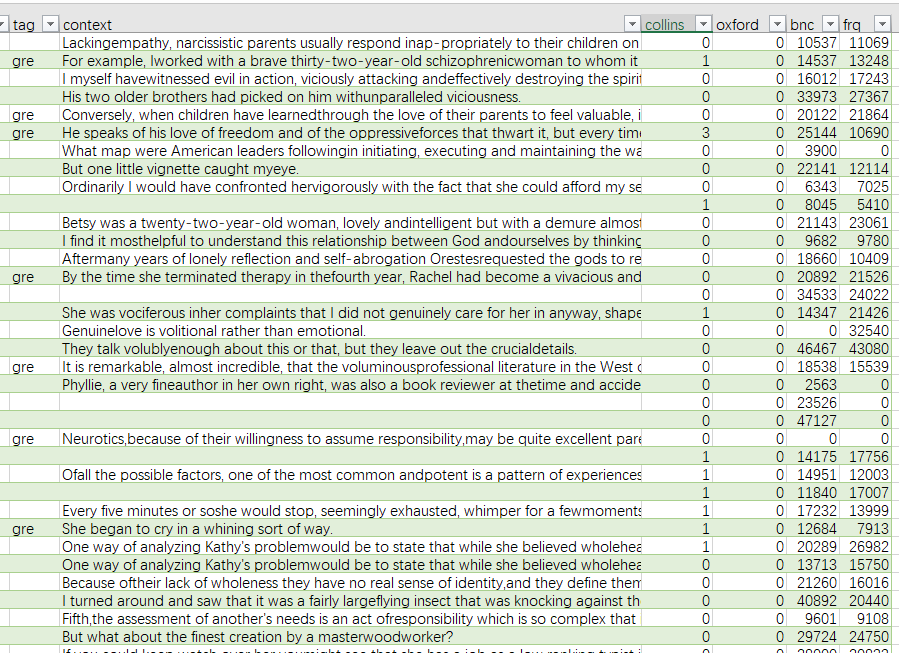 tag context collins oxford bnc frq
Lackingempathy, narcissistic parents usually respond inap-propriately to their children on 0 0 10537 11069
gre For example, Iworked with a brave thirty-two-year-old schizophrenicwoman to whom it 1 0 14537 13248
I myself havewitnessed evil in action, viciously attacking andeffectively destroying the spirit 0 0 16012 17243
His two older brothers had picked on him withunparalleled viciousness. 0 0 33973 27367
gre Conversely, when children have learnedthrough the love of their parents to feel valuable, i 0 0 20122 21864
gre He speaks of his love of freedom and of the oppressiveforces that thwart it, but every time 3 0 25144 10690
What map were American leaders followingin initiating, executing and maintaining the wa 0 0 3900 0
But one little vignette caught myeye. 0 0 22141 12114
Ordinarily I would have confronted hervigorously with the fact that she could afford my se 0 0 6343 7025
1 0 8045 5410
Betsy was a twenty-two-year-old woman, lovely andintelligent but with a demure almost 0 0 21143 23061
I find it mosthelpful to understand this relationship between God andourselves by thinking 0 0 9682 9780
Aftermany years of lonely reflection and self-abrogation Orestesrequested the gods to re 0 0 18660 10409
gre By the time she terminated therapy in thefourth year, Rachel had become a vivacious and 0 0 20892 21526
0 0 34533 24022
She was vociferous inher complaints that I did not genuinely care for her in anyway, shape 1 0 14347 21426
Genuinelove is volitional rather than emotional. 0 0 0 32540
They talk volublyenough about this or that, but they leave out the crucialdetails. 0 0 46467 43080
gre It is remarkable, almost incredible, that the voluminousprofessional literature in the West 0 0 18538 15539
Phyllie, a very fineauthor in her own right, was also a book reviewer at thetime and accide 0 0 2563 0
0 0 23526 0
0 0 47127 0
gre Neurotics,because of their willingness to assume responsibility,may be quite excellent pare 0 0 0 0
1 0 14175 17756
Ofall the possible factors, one of the most common andpotent is a pattern of experiences 1 0 14951 12003
1 0 11840 17007
Every five minutes or soshe would stop, seemingly exhausted, whimper for a fewmoments 1 0 17232 13999
gre She began to cry in a whining sort of way. 1 0 12684 7913
One way of analyzing Kathy's problemwould be to state that while she believed wholehea 1 0 20289 26982
One way of analyzing Kathy's problemwould be to state that while she believed wholehea 0 0 13713 15750
Because oftheir lack of wholeness they have no real sense of identity,and they define them 0 0 21260 16016
I turned around and saw that it was a fairly largeflying insect that was knocking against th 0 0 40892 20440
Fifth,the assessment of another's needs is an act ofresponsibility which is so complex that 0 0 9601 9108
But what about the finest creation by a masterwoodworker? 0 0 29724 24750